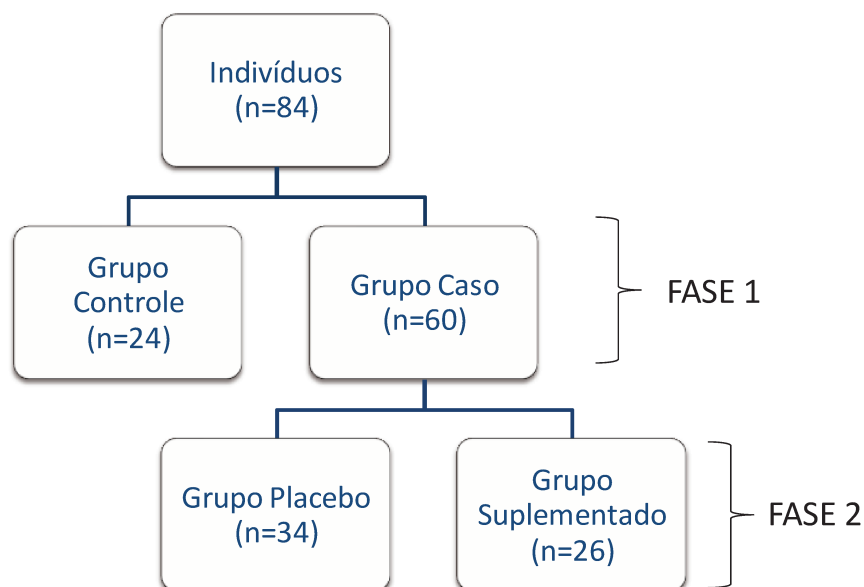 Indivíduos
(n=84)
Grupo
Controle
(n=24)
Grupo Caso
(n=60)
FASE 1
Grupo Placebo
(n=34)
Grupo
Suplementado
(n=26)
FASE 2